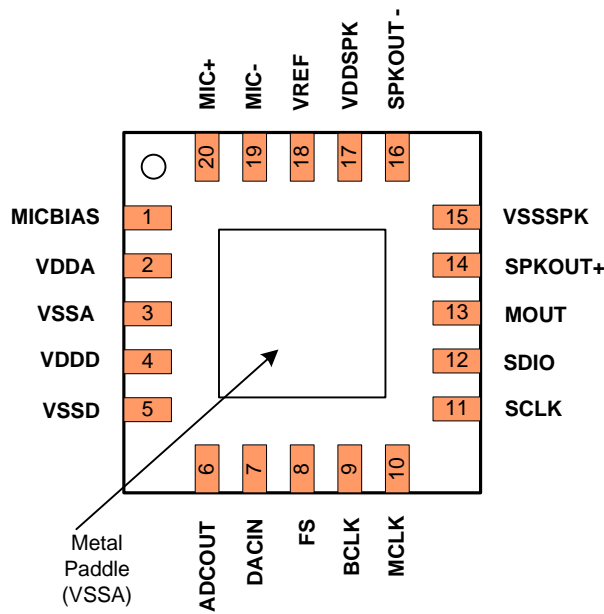 MIC+
MIC-
VREF
VDDSPK
SPKOUT -
20
19
18
17
16
MICBIAS
1
15
VSSSPK
VDDA
2
14
SPKOUT+
VSSA
3
13
MOUT
VDDD
4
12
SDIO
VSSD
5
11
SCLK
6
7
8
9
10
ADCOUT
DACIN
FS
BCLK
MCLK
Metal
Paddle
(VSSA)